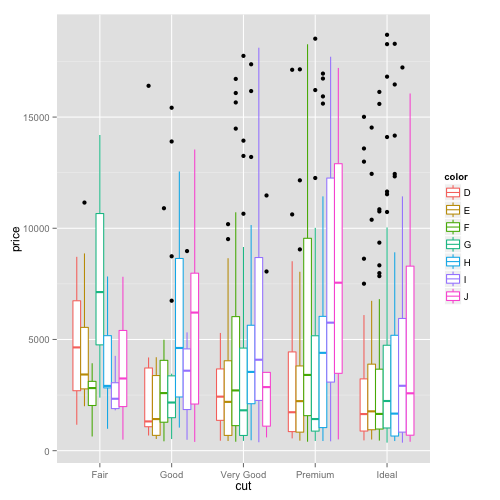 price
15000
10000
5000
0
Fair
Good
Very Good
Premium
Ideal
cut
color
D
E
F
G
H
I
J